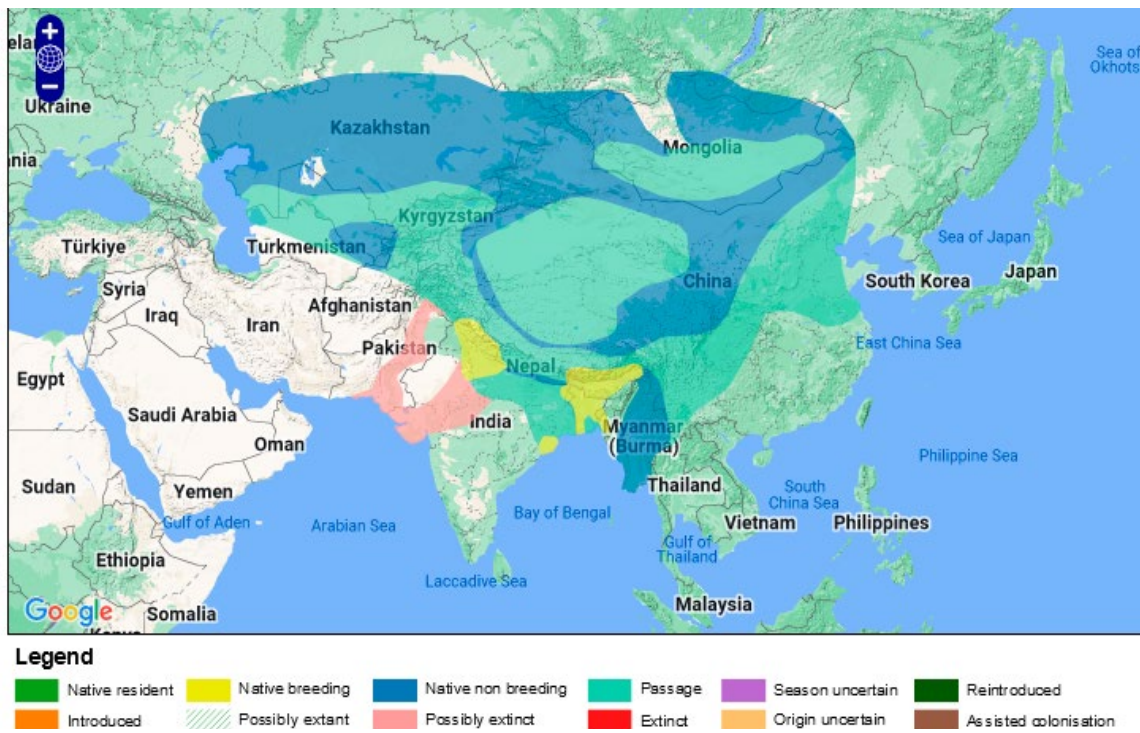 +
−
elar
Ukraine
ania
Kazakhstan
Mongolia
Sea of
Okhots
Kyrgyzstan
Türkiye
Turkmenistan
Sea of Japan
China
South Korea
Japan
Syria
Iraq
Iran
Afghanistan
Pakistan
Nepal
East China Sea
Egypt
Saudi Arabia
Oman
India
Myanmar
(Burma)
Philippine Sea
Sudan
Yemen
Gulf of Aden
Arabian Sea
Bay of Bengal
Thailand
South
China Sea
Vietnam
Philippines
Ethiopia
Gulf of
Thailand
Laccadive Sea
Malaysia
Google
Somalia
Legend
Native resident Native breeding Native non breeding Passage Season uncertain Reintroduced
Introduced Possibly extant Possibly extinct Extinct Origin uncertain Assisted colonisation